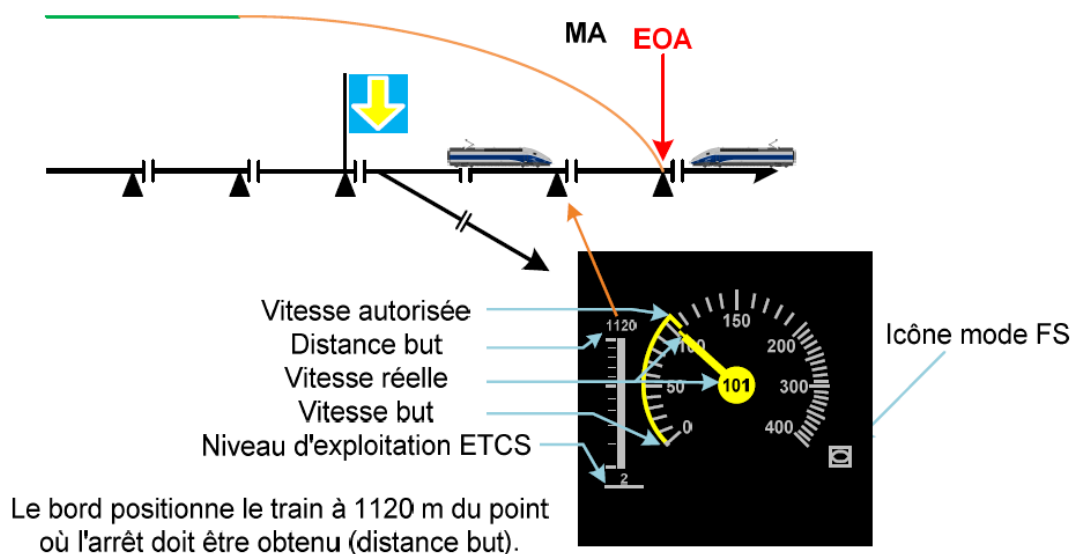 MA
EOA
Vitesse autorisée
Distance but
Vitesse réelle
Vitesse but
Niveau d'exploitation ETCS
1120
2
0
50
100
150
200
300
400
101
Icône mode FS
Le bord positionne le train à 1120 m du point
où l'arrêt doit être obtenu (distance but).